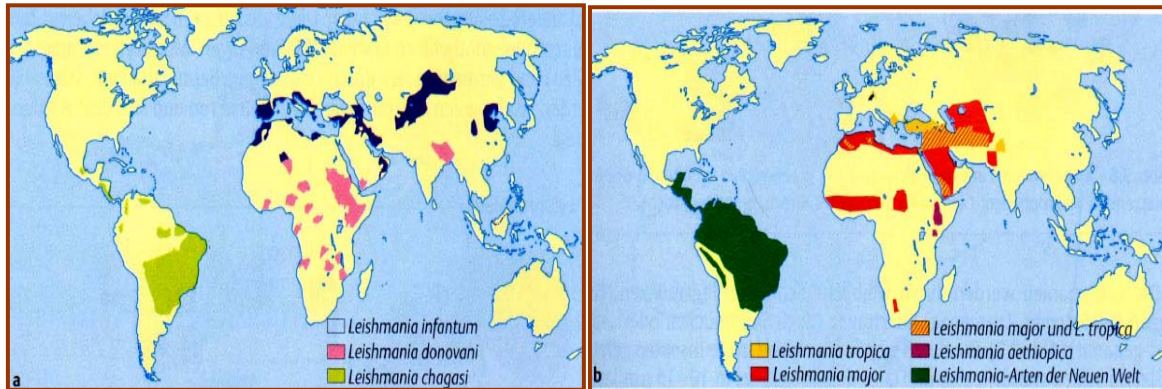 Leishmania infantum
Leishmania donovani
Leishmania chagasi
a
Leishmania major und L. tropica
Leishmania tropica
Leishmania aethiopica
Leishmania major
Leishmania-Arten der Neuen Welt
b